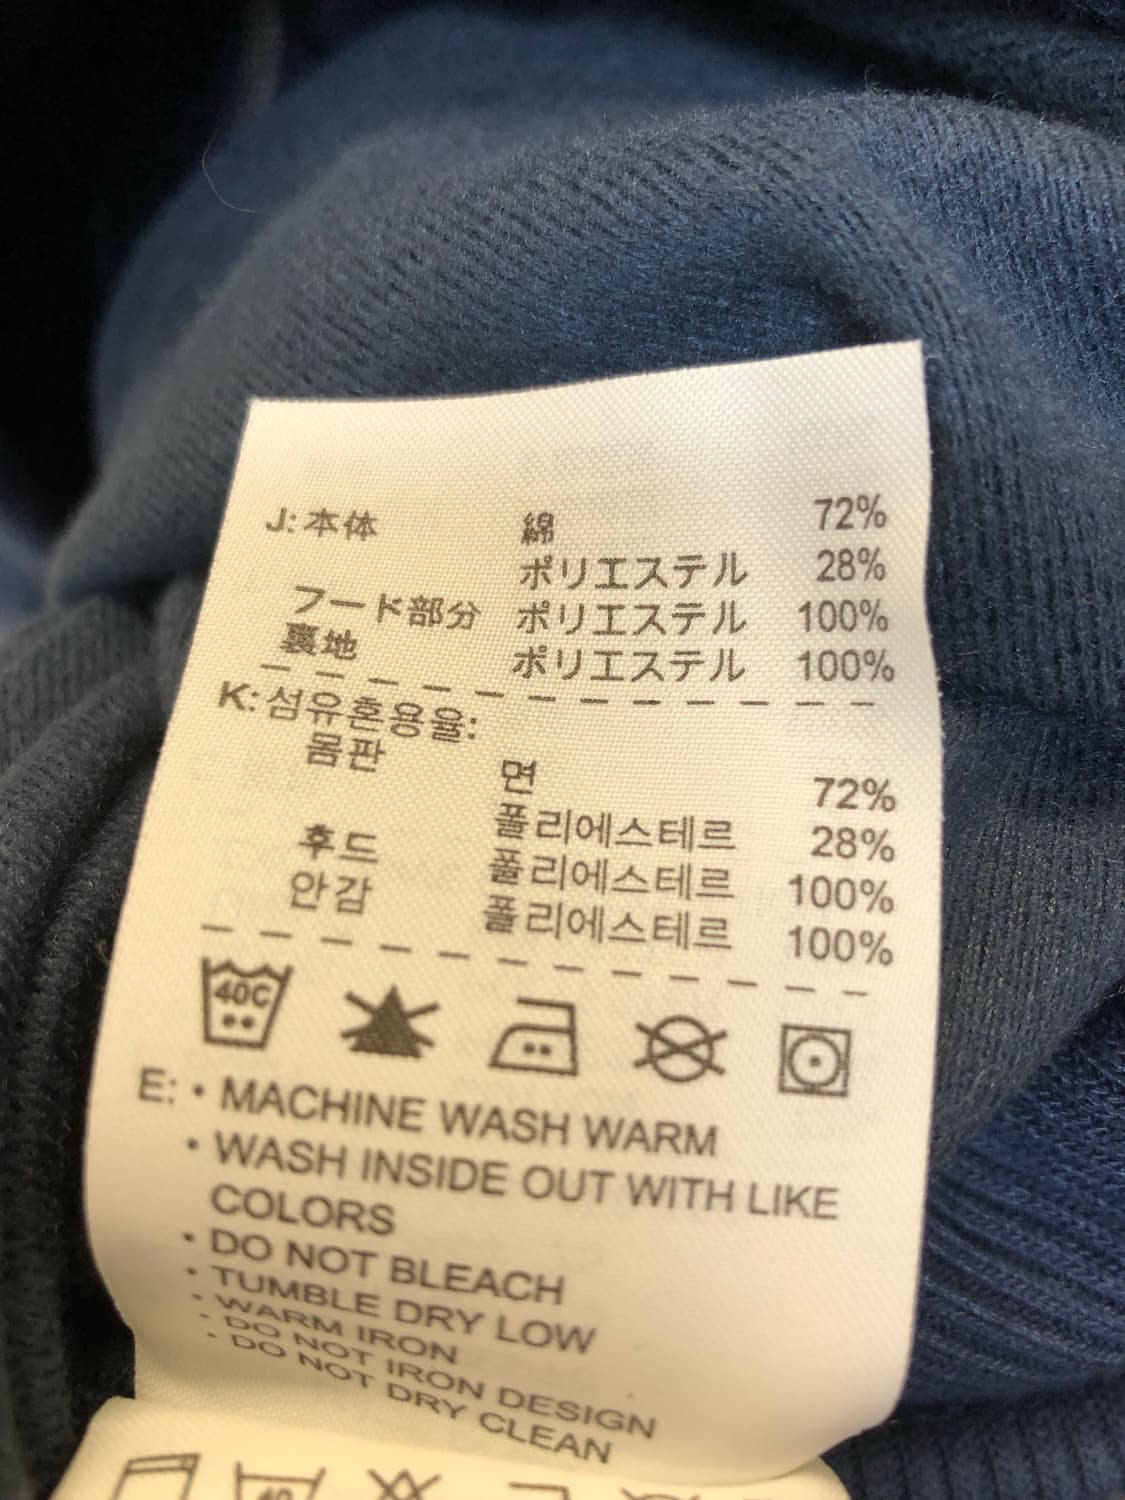 J: 本体 綿 72%
ポリエステル 28%
フード部分 ポリエステル 100%
裏地 ポリエステル 100%
K: 섬유혼용율:
몸판 면 72%
폴리에스테르 28%
후드 폴리에스테르 100%
안감 폴리에스테르 100%
40C
E: • MACHINE WASH WARM
• WASH INSIDE OUT WITH LIKE
COLORS
• DO NOT BLEACH
• TUMBLE DRY LOW
• WARM IRON
• DO NOT IRON DESIGN
• DO NOT DRY CLEAN
40